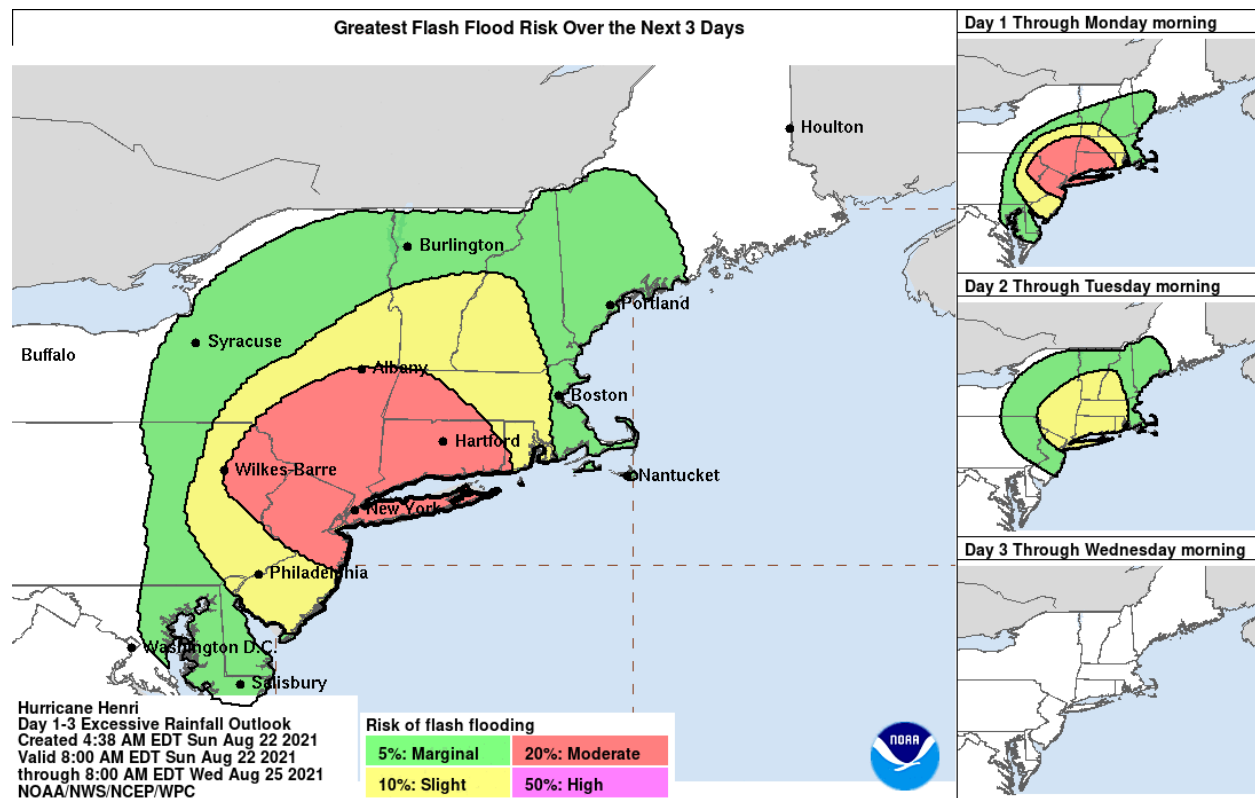 Greatest Flash Flood Risk Over the Next 3 Days
Houlton
Burlington
Portland
Syracuse
Buffalo
Albany
Boston
Hartford
Wilkes-Barre
Nantucket
New York
Philadelphia
Washington D.C.
Salisbury
Hurricane Henri
Day 1-3 Excessive Rainfall Outlook
Created 4:38 AM EDT Sun Aug 22 2021
Valid 8:00 AM EDT Sun Aug 22 2021
through 8:00 AM EDT Wed Aug 25 2021
NOAA/NWS/NCEP/WPC
Risk of flash flooding
5%: Marginal
20%: Moderate
10%: Slight
50%: High
NOAA
Day 1 Through Monday morning
Day 2 Through Tuesday morning
Day 3 Through Wednesday morning